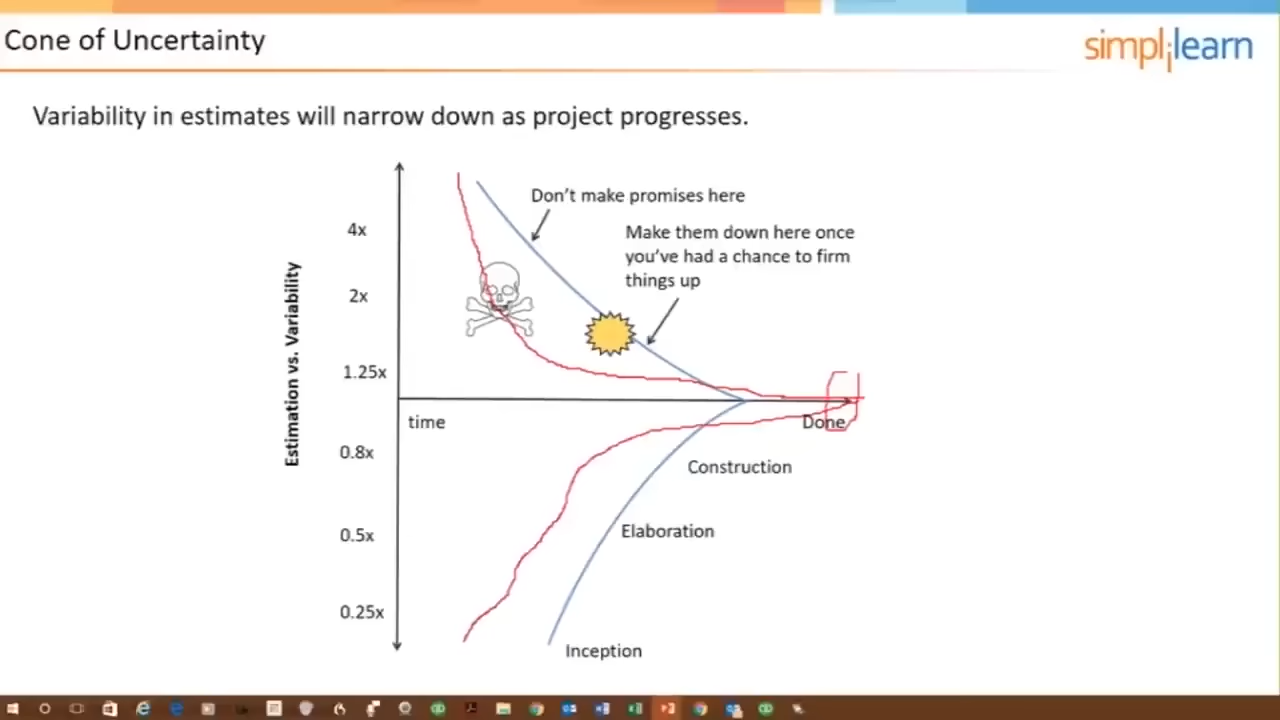 Cone of Uncertainty
simplilearn
Variability in estimates will narrow down as project progresses.
Don't make promises here
Make them down here once
you've had a chance to firm
things up
4x
2x
1.25x
Estimation vs. Variability
time
Done
0.8x
Construction
0.5x
Elaboration
0.25x
Inception